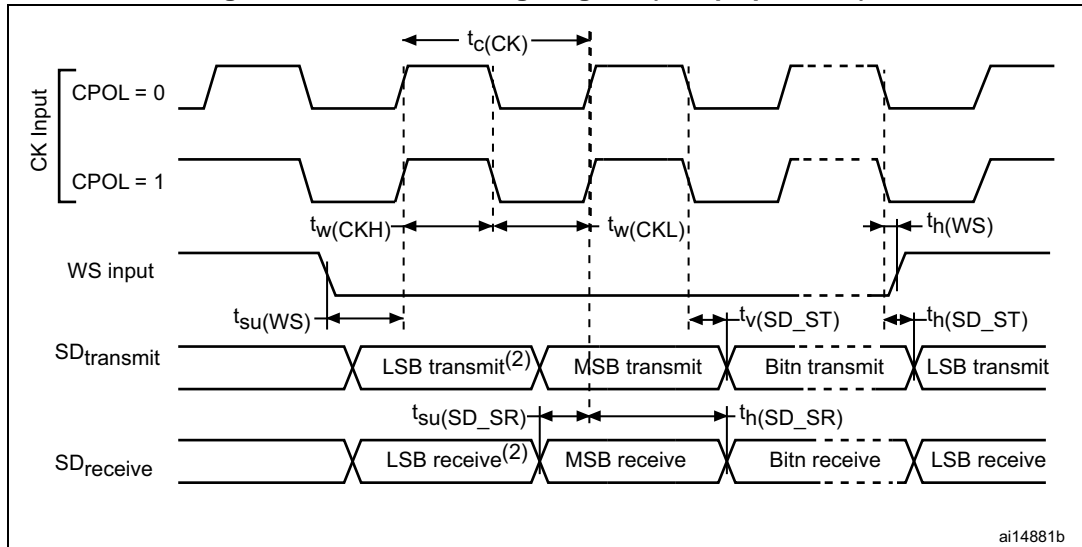 tc(CK)
CK Input
CPOL = 0
CPOL = 1
tw(CKH)
tw(CKL)
th(WS)
WS input
tsu(WS)
tv(SD_ST)
th(SD_ST)
SDtransmit
LSB transmit(2)
MSB transmit
Bitn transmit
LSB transmit
tsu(SD_SR)
th(SD_SR)
SDreceive
LSB receive(2)
MSB receive
Bitn receive
LSB receive
ai14881b